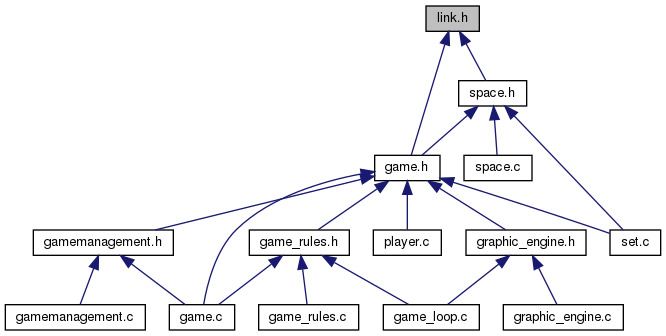 link.h
space.h
game.h
space.c
gamemanagement.h
game_rules.h
player.c
graphic_engine.h
set.c
gamemanagement.c
game.c
game_rules.c
game_loop.c
graphic_engine.c